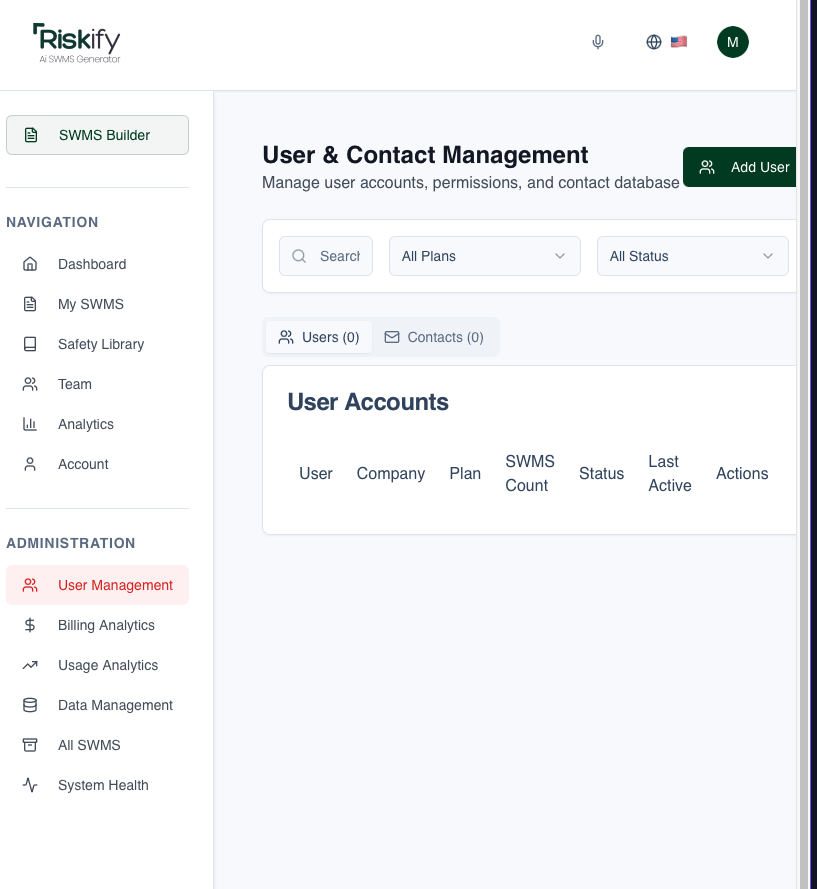 Riskify
Ai SWMS Generator
M
SWMS Builder
NAVIGATION
Dashboard
My SWMS
Safety Library
Team
Analytics
Account
ADMINISTRATION
User Management
Billing Analytics
Usage Analytics
Data Management
All SWMS
System Health
User & Contact Management
Manage user accounts, permissions, and contact database
Add User
Search
All Plans
All Status
Users (0)
Contacts (0)
User Accounts
User Company Plan SWMS Count Status Last Active Actions